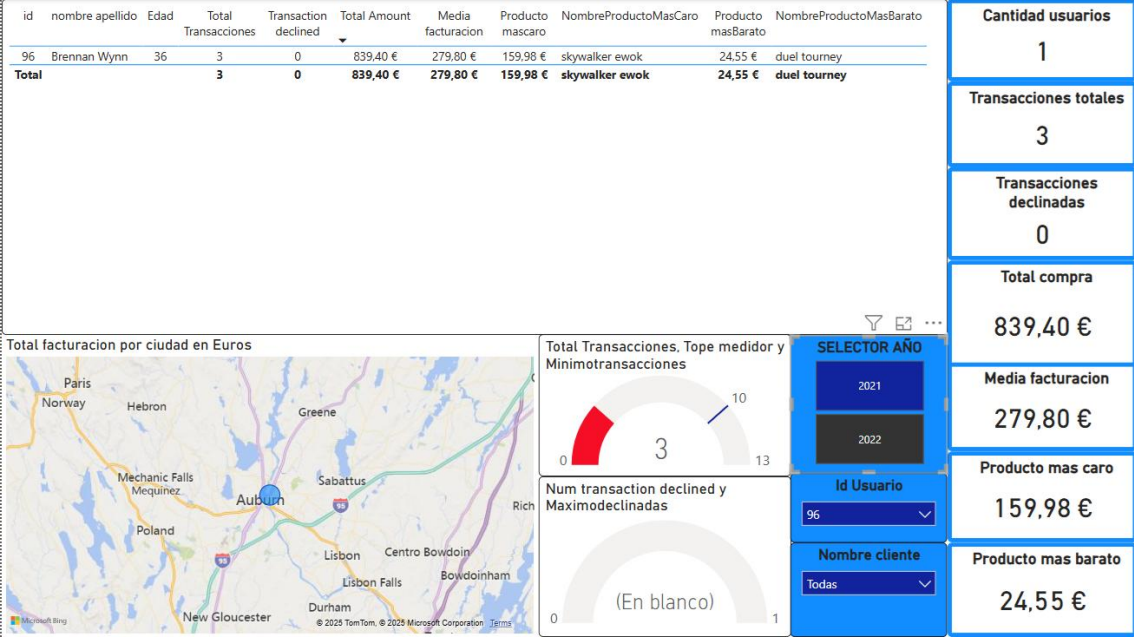 id nombre apellido Edad Total Transacciones Transaction declined Total Amount Media facturacion Producto mascaro NombreProductoMasCaro Producto masBarato NombreProductoMasBarato
96 Brennan Wynn 36 3 0 839,40 € 279,80 € 159,98 € skywalker ewok 24,55 € duel tourney
Total 3 0 839,40 € 279,80 € 159,98 € skywalker ewok 24,55 € duel tourney
Cantidad usuarios
1
Transacciones totales
3
Transacciones
declinadas
0
Total compra
839,40 €
Media facturacion
279,80 €
Producto mas caro
159,98 €
Producto mas barato
24,55 €
Total facturacion por ciudad en Euros
Paris
Norway
Hebron
Greene
Mechanic Falls
Mequinez
Sabattus
Auburn
95
Rich
Poland
95
Lisbon
Centro Bowdoin
Lisbon Falls
Bowdoinham
Durham
New Gloucester
Microsoft Bing
© 2025 TomTom, © 2025 Microsoft Corporation Terms
Total Transacciones, Tope medidor y
Minimotransacciones
10
3
0
13
Num transaction declined y
Maximodeclinadas
(En blanco)
0
1
SELECTOR AÑO
2021
2022
Id Usuario
96
Nombre cliente
Todas